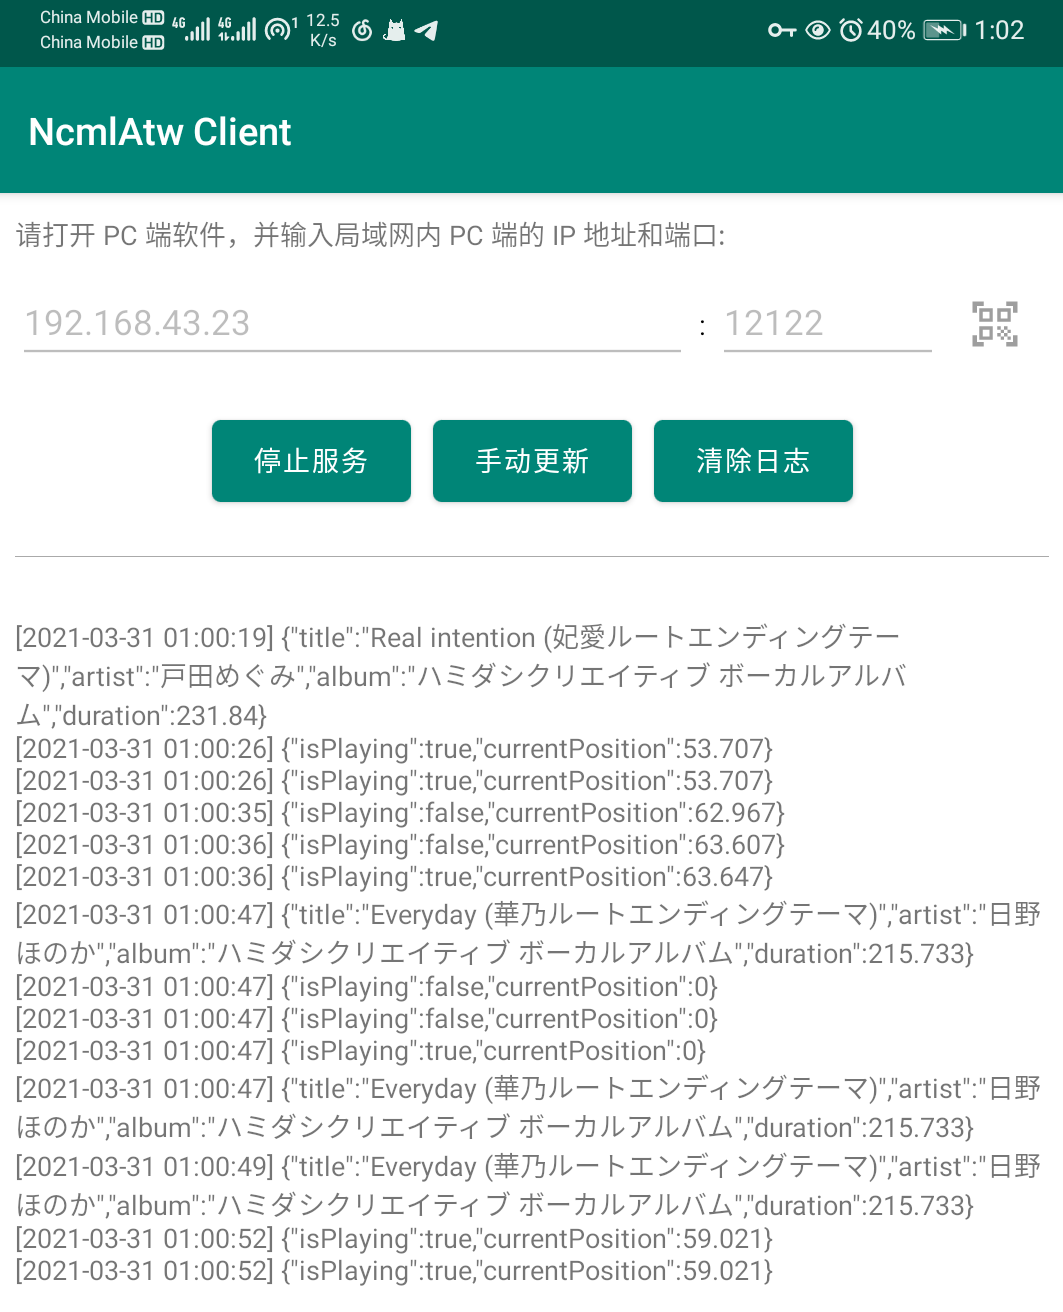 China Mobile HD 4G 4G 1 12.5 40% 1:02
China Mobile HD K/s
NcmlAtw Client
请打开 PC 端软件，并输入局域网内 PC 端的 IP 地址和端口:
192.168.43.23 : 12122
停止服务 手动更新 清除日志
[2021-03-31 01:00:19] {"title":"Real intention (妃愛ルートエンディングテー
マ)","artist":"戸田めぐみ","album":"ハミダシクリエイティブ ボーカルアルバ
ム","duration":231.84}
[2021-03-31 01:00:26] {"isPlaying":true,"currentPosition":53.707}
[2021-03-31 01:00:26] {"isPlaying":true,"currentPosition":53.707}
[2021-03-31 01:00:35] {"isPlaying":false,"currentPosition":62.967}
[2021-03-31 01:00:36] {"isPlaying":false,"currentPosition":63.607}
[2021-03-31 01:00:36] {"isPlaying":true,"currentPosition":63.647}
[2021-03-31 01:00:47] {"title":"Everyday (華乃ルートエンディングテーマ)","artist":"日野
ほのか","album":"ハミダシクリエイティブ ボーカルアルバム","duration":215.733}
[2021-03-31 01:00:47] {"isPlaying":false,"currentPosition":0}
[2021-03-31 01:00:47] {"isPlaying":false,"currentPosition":0}
[2021-03-31 01:00:47] {"isPlaying":true,"currentPosition":0}
[2021-03-31 01:00:47] {"title":"Everyday (華乃ルートエンディングテーマ)","artist":"日野
ほのか","album":"ハミダシクリエイティブ ボーカルアルバム","duration":215.733}
[2021-03-31 01:00:49] {"title":"Everyday (華乃ルートエンディングテーマ)","artist":"日野
ほのか","album":"ハミダシクリエイティブ ボーカルアルバム","duration":215.733}
[2021-03-31 01:00:52] {"isPlaying":true,"currentPosition":59.021}
[2021-03-31 01:00:52] {"isPlaying":true,"currentPosition":59.021}